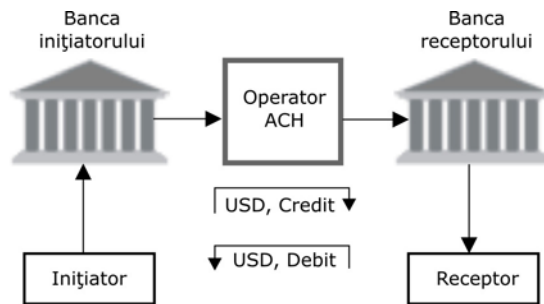 Banca
iniţiatorului
Banca
receptorului
Operator
ACH
USD, Credit
USD, Debit
Iniţiator
Receptor